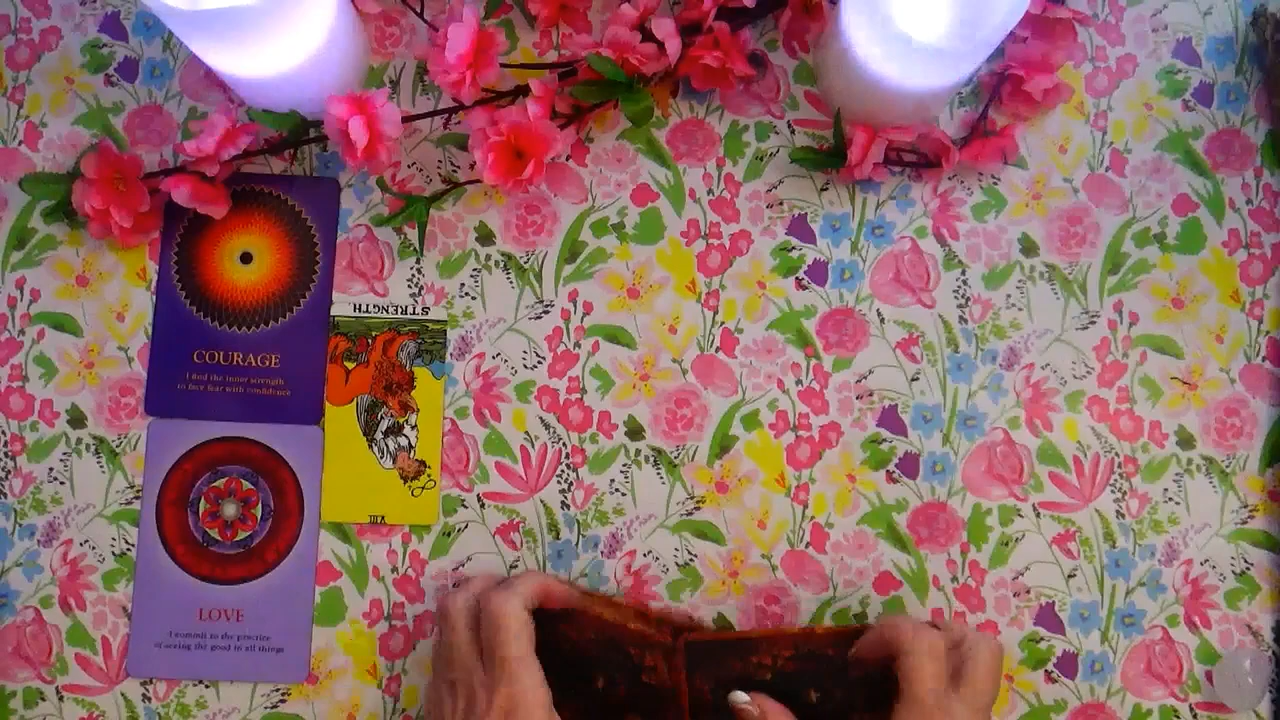 COURAGE
I find the inner strength
to face fear with confidence
STRENGTH
VIII
LOVE
I commit to the practice
of seeing the good in all things